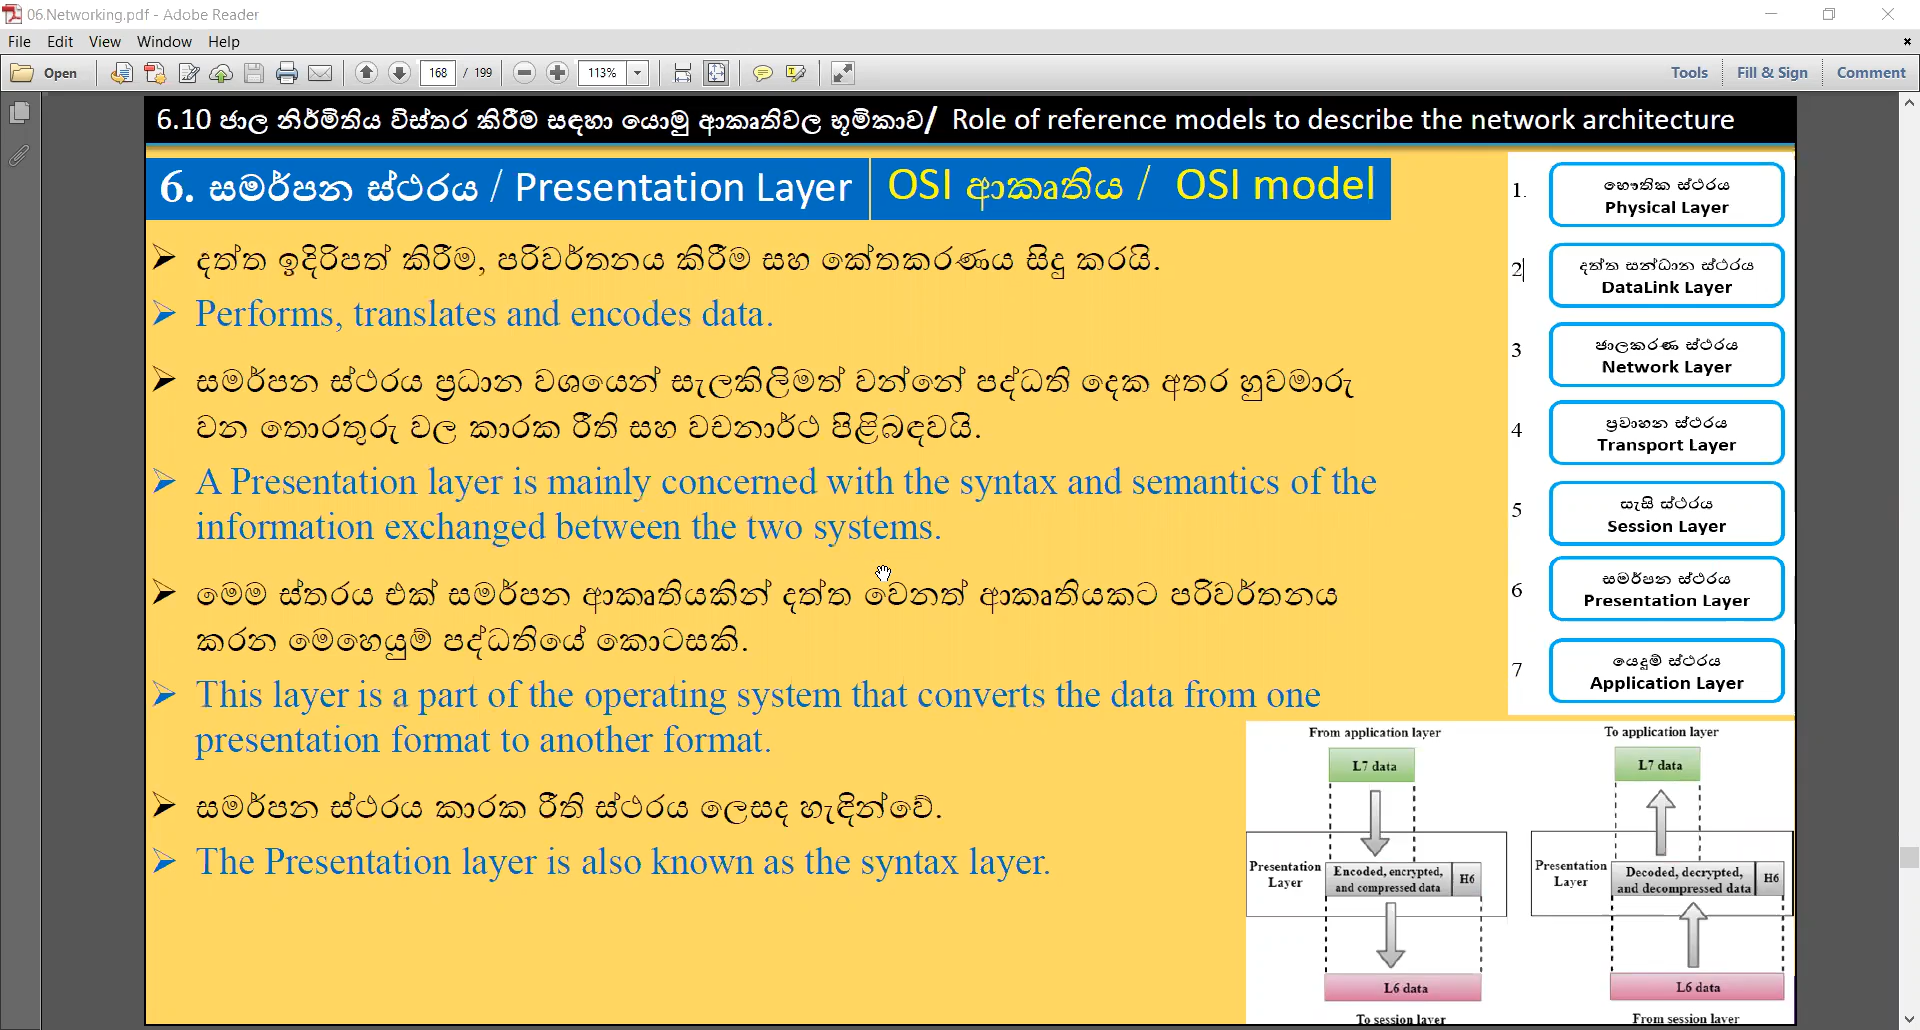 06.Networking.pdf - Adobe Reader
File Edit View Window Help
Open 168 / 199 113% Tools Fill & Sign Comment
6.10 ජාල නිර්මිතිය විස්තර කිරීම සඳහා යොමු ආකෘතිවල භූමිකාව/ Role of reference models to describe the network architecture
6. සමර්පන ස්ථරය / Presentation Layer OSI ආකෘතිය / OSI model
➢ දත්ත ඉදිරිපත් කිරීම, පරිවර්තනය කිරීම සහ කේතකරණය සිදු කරයි.
➢ Performs, translates and encodes data.
➢ සමර්පන ස්ථරය ප්‍රධාන වශයෙන් සැලකිලිමත් වන්නේ පද්ධති දෙක අතර හුවමාරු
වන තොරතුරු වල කාරක රීති සහ වචනාර්ථ පිළිබඳවයි.
➢ A Presentation layer is mainly concerned with the syntax and semantics of the
information exchanged between the two systems.
➢ මෙම ස්තරය එක් සමර්පන ආකෘතියකින් දත්ත වෙනත් ආකෘතියකට පරිවර්තනය
කරන මෙහෙයුම් පද්ධතියේ කොටසකි.
➢ This layer is a part of the operating system that converts the data from one
presentation format to another format.
➢ සමර්පන ස්ථරය කාරක රීති ස්ථරය ලෙසද හැඳින්වේ.
➢ The Presentation layer is also known as the syntax layer.
1. භෞතික ස්ථරය
Physical Layer
2 දත්ත සන්ධාන ස්ථරය
DataLink Layer
3 ජාලකරණ ස්ථරය
Network Layer
4 ප්‍රවාහන ස්ථරය
Transport Layer
5 සැසි ස්ථරය
Session Layer
6 සමර්පන ස්ථරය
Presentation Layer
7 යෙදුම් ස්ථරය
Application Layer
From application layer
L7 data
Presentation
Layer
Encoded, encrypted,
and compressed data
H6
L6 data
To session layer
To application layer
L7 data
Presentation
Layer
Decoded, decrypted,
and decompressed data
H6
L6 data
From session layer